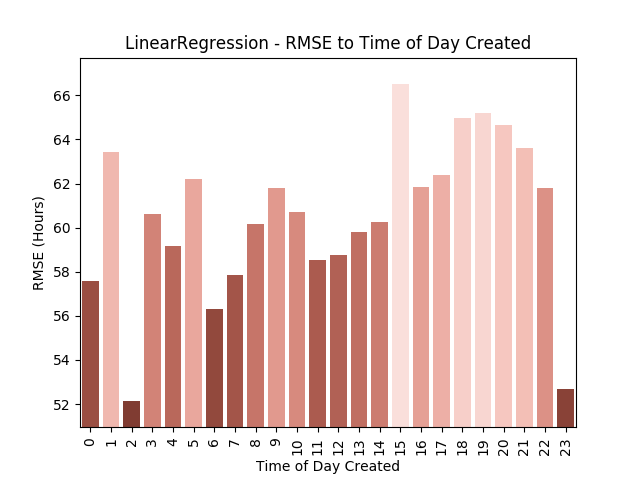 LinearRegression - RMSE to Time of Day Created
RMSE (Hours)
66
64
62
60
58
56
54
52
0 1 2 3 4 5 6 7 8 9 10 11 12 13 14 15 16 17 18 19 20 21 22 23
Time of Day Created